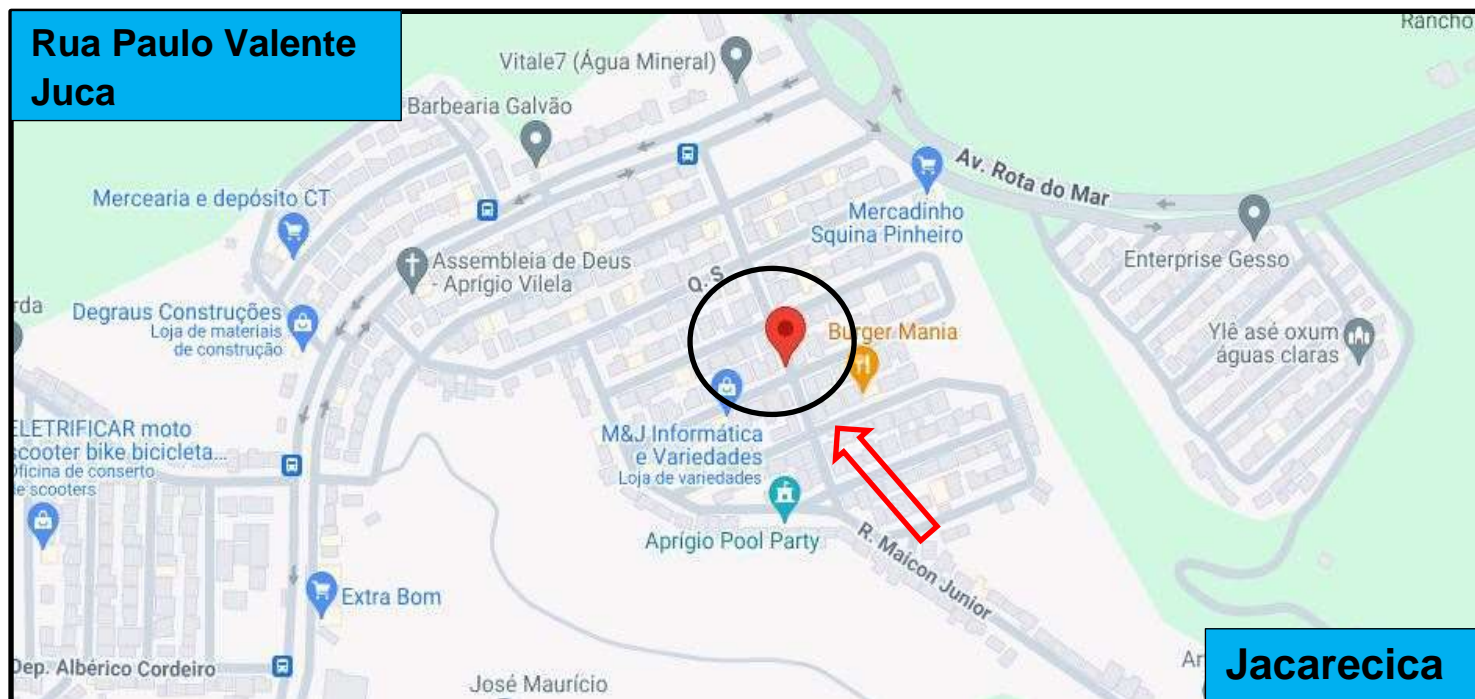 Rua Paulo Valente
Juca
Rancho
Vitale7 (Água Mineral)
Barbearia Galvão
Av. Rota do Mar
Mercearia e depósito CT
Mercadinho
Squina Pinheiro
Enterprise Gesso
Assembleia de Deus
- Aprígio Vilela
Q. S
rda
Degraus Construções
Loja de materiais
de construção
Burger Mania
Ylê asé oxum
águas claras
ELETRIFICAR moto
scooter bike bicicleta...
Oficina de conserto
de scooters
M&J Informática
e Variedades
Loja de variedades
Aprígio Pool Party
R. Maicon Junior
Extra Bom
Dep. Albérico Cordeiro
José Maurício
Ar
Jacarecica